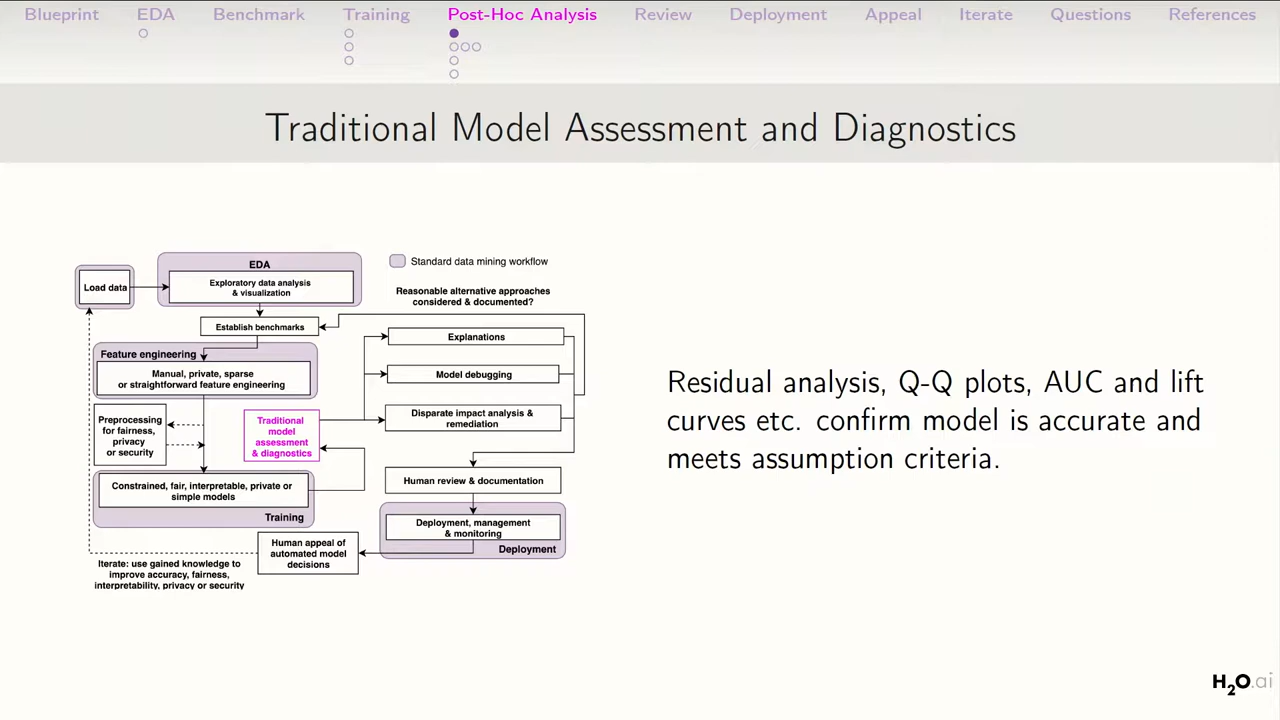 Blueprint EDA Benchmark Training Post-Hoc Analysis Review Deployment Appeal Iterate Questions References
Traditional Model Assessment and Diagnostics
Load data
EDA
Exploratory data analysis
& visualization
Standard data mining workflow
Reasonable alternative approaches
considered & documented?
Establish benchmarks
Feature engineering
Manual, private, sparse
or straightforward feature engineering
Preprocessing
for fairness,
privacy
or security
Traditional
model
assessment
& diagnostics
Constrained, fair, interpretable, private or
simple models
Training
Explanations
Model debugging
Disparate impact analysis &
remediation
Human review & documentation
Deployment, management
& monitoring
Deployment
Human appeal of
automated model
decisions
Iterate: use gained knowledge to
improve accuracy, fairness,
interpretability, privacy or security
Residual analysis, Q-Q plots, AUC and lift
curves etc. confirm model is accurate and
meets assumption criteria.
H2O.ai